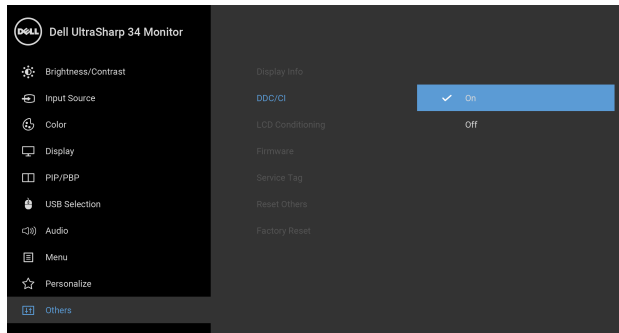 DELL Dell UltraSharp 34 Monitor
Brightness/Contrast
Input Source
Color
Display
PIP/PBP
USB Selection
Audio
Menu
Personalize
Others
Display Info
DDC/CI
LCD Conditioning
Firmware
Service Tag
Reset Others
Factory Reset
On
Off